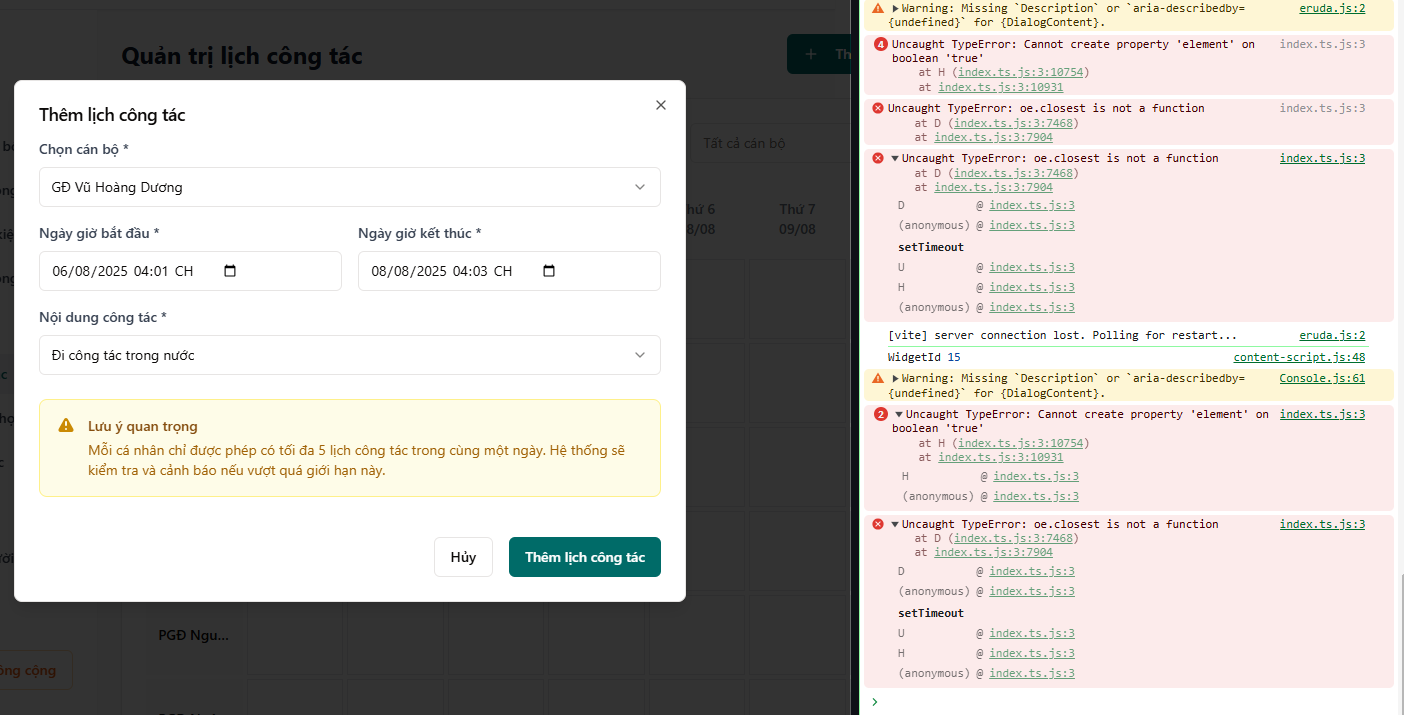 Quản trị lịch công tác
Thêm lịch công tác
Chọn cán bộ *
GĐ Vũ Hoàng Dương
Ngày giờ bắt đầu *
Ngày giờ kết thúc *
06/08/2025 04:01 CH
08/08/2025 04:03 CH
Nội dung công tác *
Đi công tác trong nước
Lưu ý quan trọng
Mỗi cá nhân chỉ được phép có tối đa 5 lịch công tác trong cùng một ngày. Hệ thống sẽ
kiểm tra và cảnh báo nếu vượt quá giới hạn này.
Hủy
Thêm lịch công tác
Tất cả cán bộ
Thứ 7
09/08
8/08
PGĐ Ngu...
Warning: Missing `Description` or `aria-describedby= eruda.js:2
{undefined}` for {DialogContent}.
4 Uncaught TypeError: Cannot create property 'element' on index.ts.js:3
boolean 'true'
at H (index.ts.js:3:10754)
at index.ts.js:3:10931
Uncaught TypeError: oe.closest is not a function index.ts.js:3
at D (index.ts.js:3:7468)
at index.ts.js:3:7904
Uncaught TypeError: oe.closest is not a function index.ts.js:3
at D (index.ts.js:3:7468)
at index.ts.js:3:7904
D @ index.ts.js:3
(anonymous) @ index.ts.js:3
setTimeout
U @ index.ts.js:3
H @ index.ts.js:3
(anonymous) @ index.ts.js:3
[vite] server connection lost. Polling for restart... eruda.js:2
WidgetId 15 content-script.js:48
Warning: Missing `Description` or `aria-describedby= Console.js:61
{undefined}` for {DialogContent}.
2 Uncaught TypeError: Cannot create property 'element' on index.ts.js:3
boolean 'true'
at H (index.ts.js:3:10754)
at index.ts.js:3:10931
H @ index.ts.js:3
(anonymous) @ index.ts.js:3
Uncaught TypeError: oe.closest is not a function index.ts.js:3
at D (index.ts.js:3:7468)
at index.ts.js:3:7904
D @ index.ts.js:3
(anonymous) @ index.ts.js:3
setTimeout
U @ index.ts.js:3
H @ index.ts.js:3
(anonymous) @ index.ts.js:3